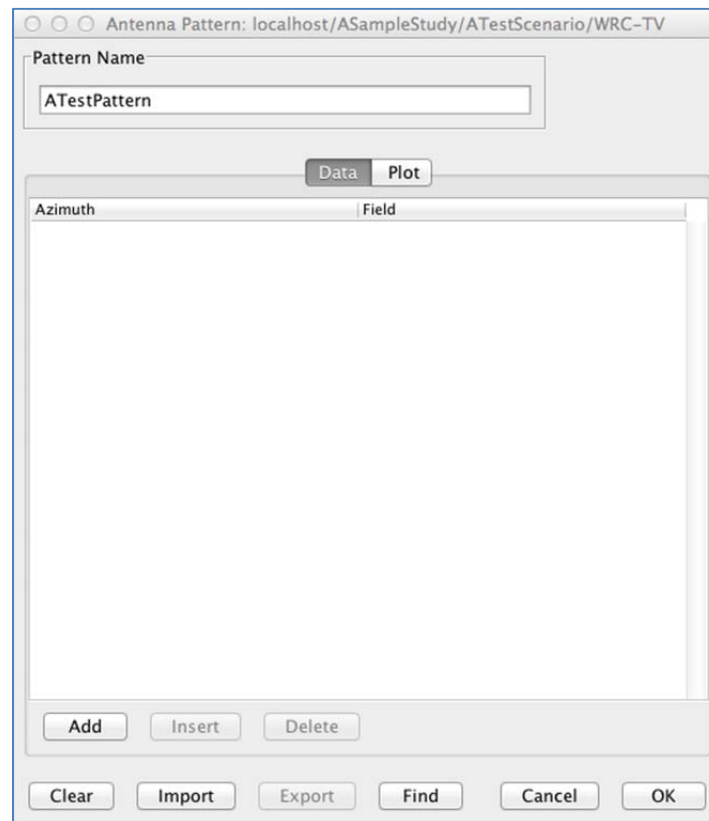 Antenna Pattern: localhost/ASampleStudy/ATestScenario/WRC-TV
Pattern Name
ATestPattern
Data Plot
Azimuth Field
Add Insert Delete
Clear Import Export Find Cancel OK